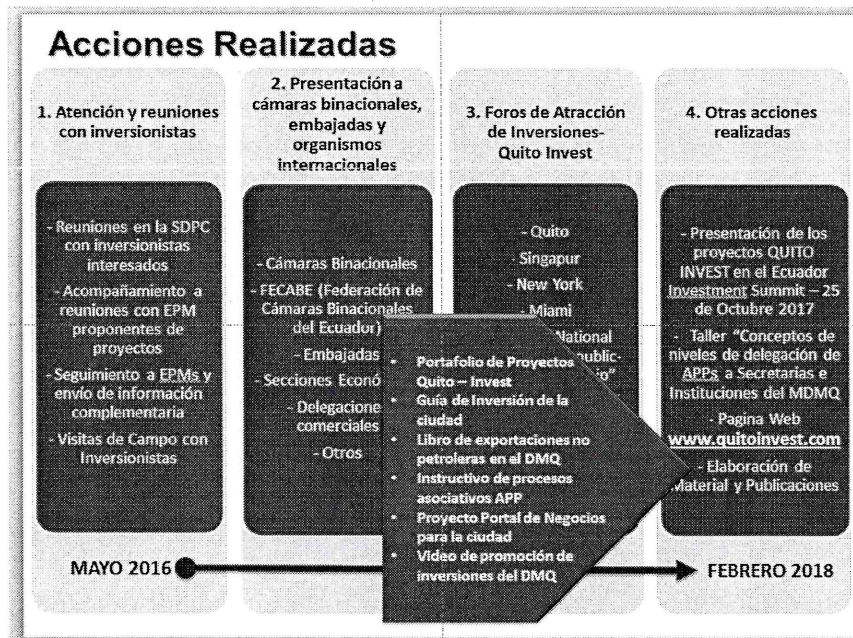 Acciones Realizadas
1. Atención y reuniones
con inversionistas
- Reuniones en la SDPC
con inversionistas
interesados
- Acompañamiento a
reuniones con EPM
proponentes de
proyectos
- Seguimiento a EPMs y
envío de información
complementaria
- Visitas de Campo con
Inversionistas
2. Presentación a
cámaras binacionales,
embajadas y
organismos
internacionales
- Cámaras Binacionales
- FECABE (Federación de
Cámaras Binacionales
del Ecuador)
- Embajadas
- Secciones Econó
- Delegacione
comerciales
- Otros
3. Foros de Atracción
de Inversiones-
Quito Invest
- Quito
- Singapur
- New York
- Miami
National
public-
io"
• Portafolio de Proyectos
Quito – Invest
• Guía de Inversión de la
ciudad
• Libro de exportaciones no
petroleras en el DMQ
• Instructivo de procesos
asociativos APP
• Proyecto Portal de Negocios
para la ciudad
• Video de promoción de
inversiones del DMQ
4. Otras acciones
realizadas
- Presentación de los
proyectos QUITO
INVEST en el Ecuador
Investment Summit – 25
de Octubre 2017
- Taller "Conceptos de
niveles de delegación de
APPs a Secretarias e
Instituciones del MDMQ
- Pagina Web
www.quitoinvest.com
- Elaboración de
Material y Publicaciones
MAYO 2016
FEBRERO 2018